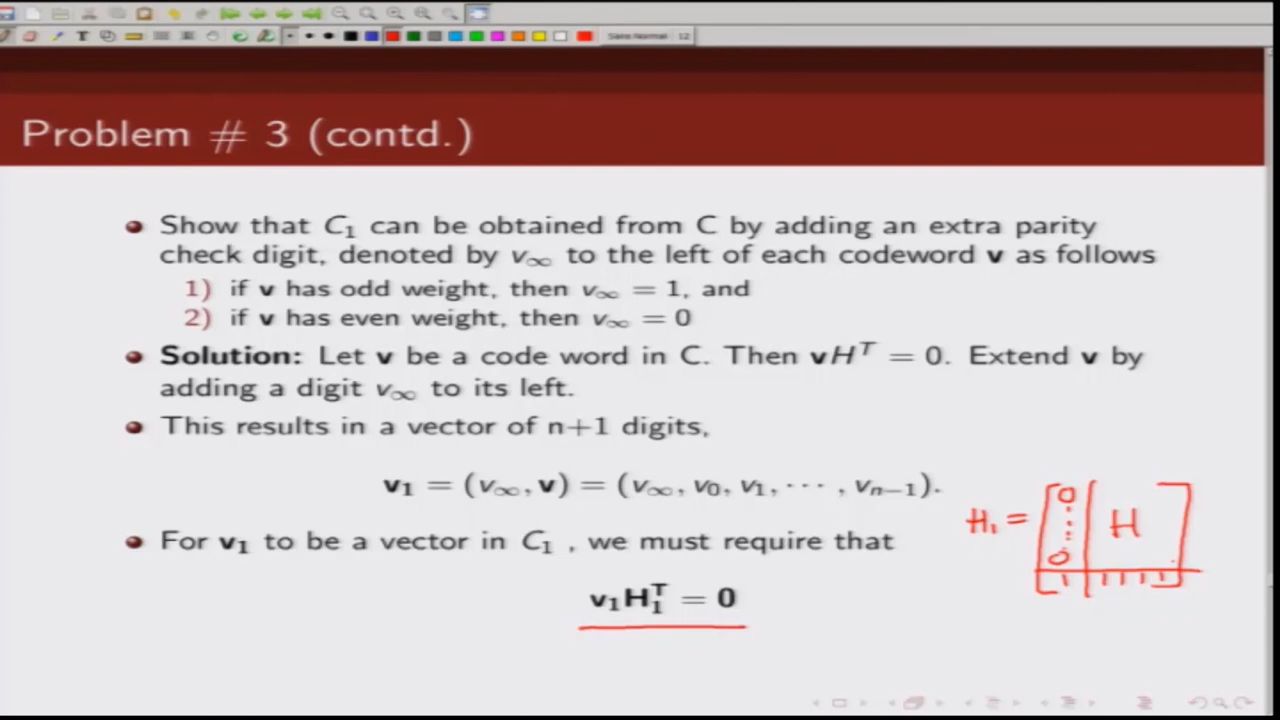 Sans Normal 12
Problem # 3 (contd.)
Show that C₁ can be obtained from C by adding an extra parity
check digit, denoted by v∞ to the left of each codeword v as follows
1) if v has odd weight, then v∞ = 1, and
2) if v has even weight, then v∞ = 0
Solution: Let v be a code word in C. Then vHᵀ = 0. Extend v by
adding a digit v∞ to its left.
This results in a vector of n+1 digits,
v₁ = (v∞, v) = (v∞, v₀, v₁, ⋯ , vₙ₋₁).
For v₁ to be a vector in C₁ , we must require that
v₁H₁ᵀ = 0
H₁ = [ 0 ⋮ 0 | H ]
1 | 1 1 1 1 1